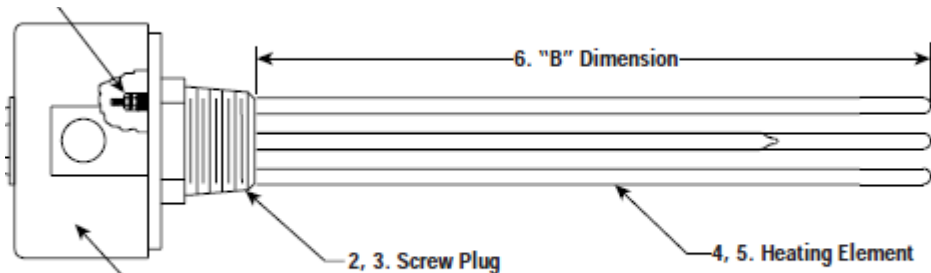 6. "B" Dimension
2, 3. Screw Plug
4, 5. Heating Element